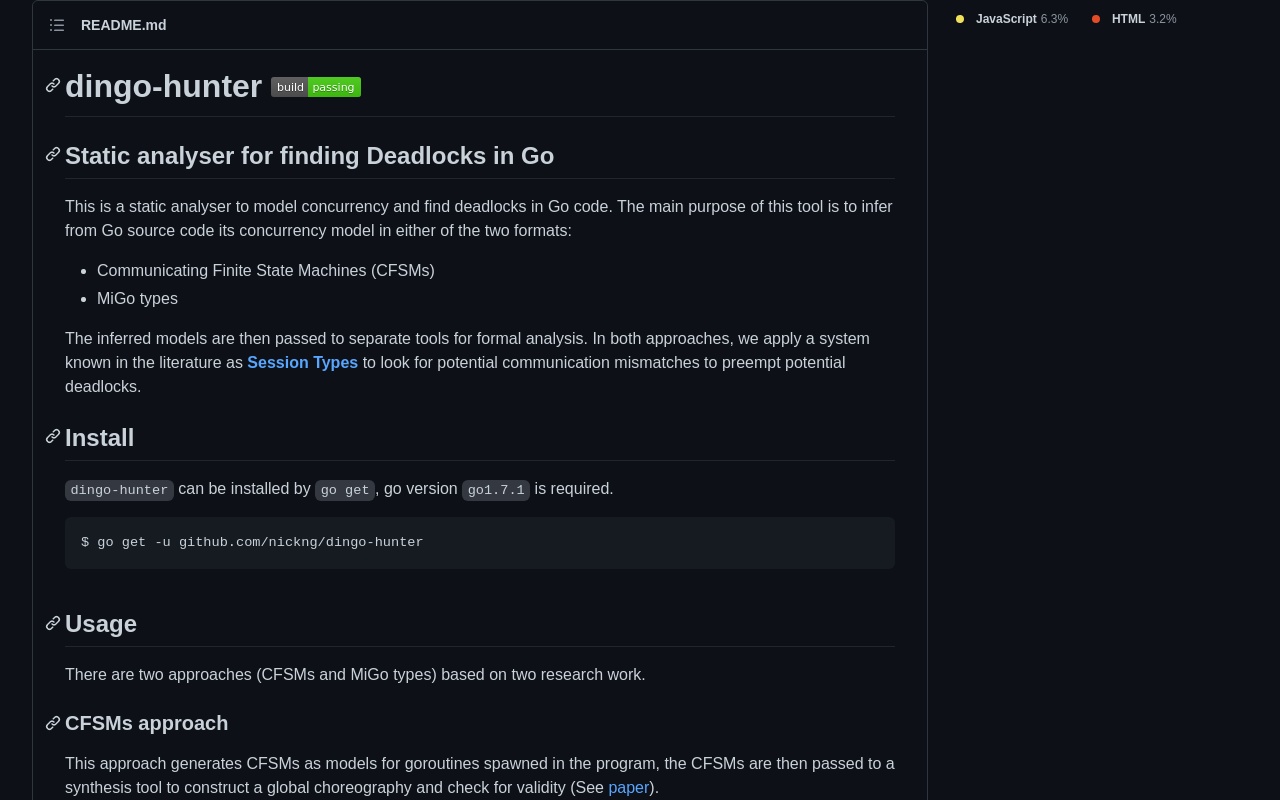 README.md
JavaScript 6.3%
HTML 3.2%
dingo-hunter build passing
Static analyser for finding Deadlocks in Go
This is a static analyser to model concurrency and find deadlocks in Go code. The main purpose of this tool is to infer
from Go source code its concurrency model in either of the two formats:
• Communicating Finite State Machines (CFSMs)
• MiGo types
The inferred models are then passed to separate tools for formal analysis. In both approaches, we apply a system
known in the literature as Session Types to look for potential communication mismatches to preempt potential
deadlocks.
Install
dingo-hunter can be installed by go get, go version go1.7.1 is required.
$ go get -u github.com/nickng/dingo-hunter
Usage
There are two approaches (CFSMs and MiGo types) based on two research work.
CFSMs approach
This approach generates CFSMs as models for goroutines spawned in the program, the CFSMs are then passed to a
synthesis tool to construct a global choreography and check for validity (See paper).